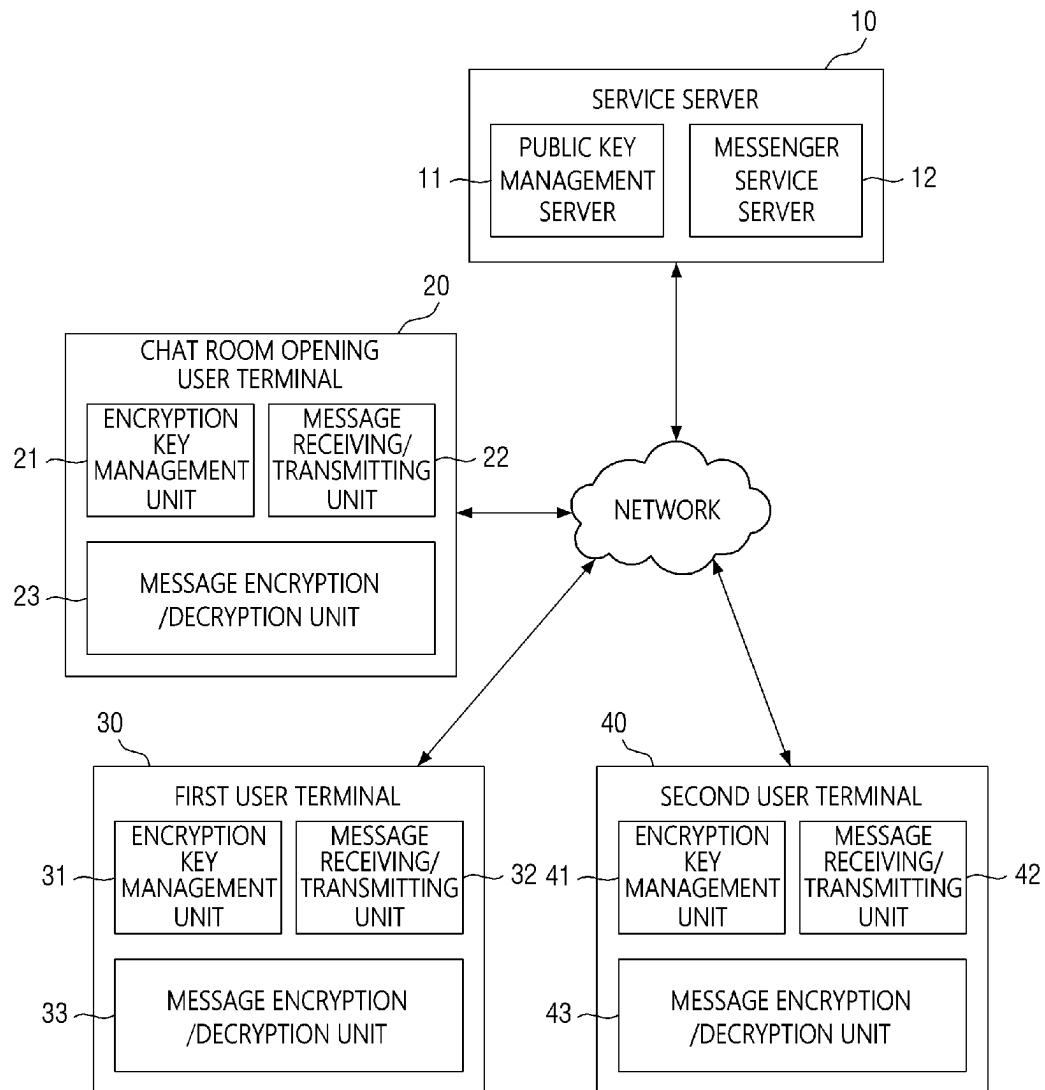 10
SERVICE SERVER
PUBLIC KEY
MANAGEMENT
SERVER
11
MESSENGER
SERVICE
SERVER
12
20
CHAT ROOM OPENING
USER TERMINAL
ENCRYPTION
KEY
MANAGEMENT
UNIT
21
MESSAGE
RECEIVING/
TRANSMITTING
UNIT
22
MESSAGE ENCRYPTION
/DECRYPTION UNIT
23
NETWORK
30
FIRST USER TERMINAL
ENCRYPTION
KEY
MANAGEMENT
UNIT
31
MESSAGE
RECEIVING/
TRANSMITTING
UNIT
32
MESSAGE ENCRYPTION
/DECRYPTION UNIT
33
40
SECOND USER TERMINAL
ENCRYPTION
KEY
MANAGEMENT
UNIT
41
MESSAGE
RECEIVING/
TRANSMITTING
UNIT
42
MESSAGE ENCRYPTION
/DECRYPTION UNIT
43